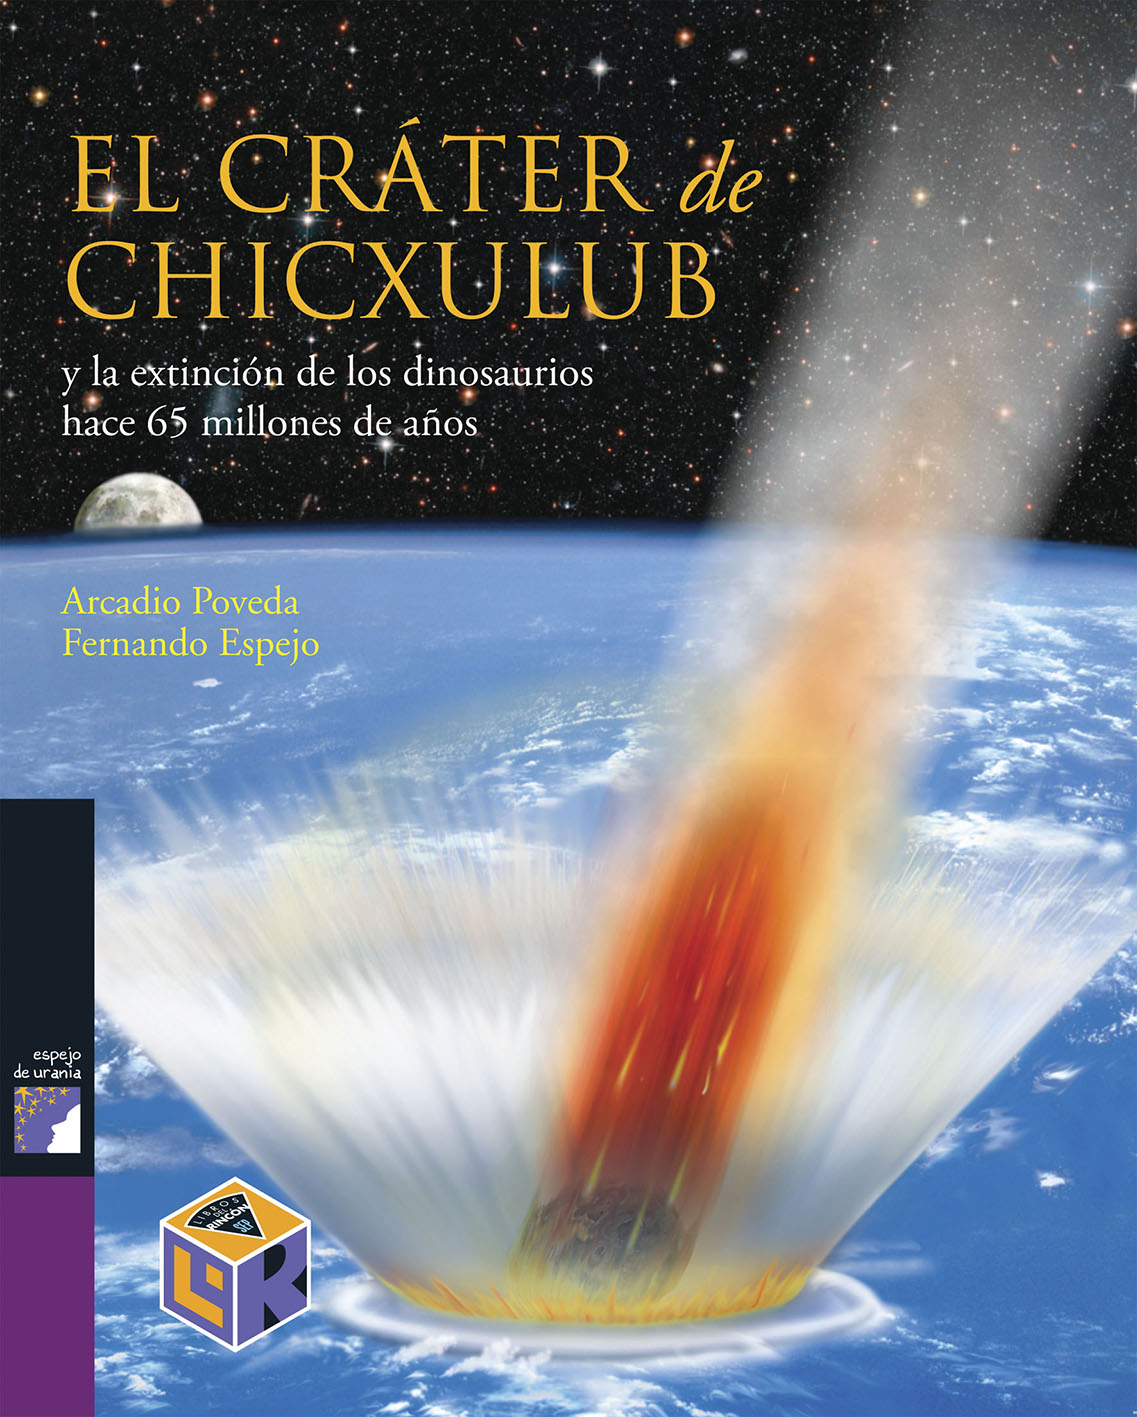 EL CRÁTER de
CHICXULUB
y la extinción de los dinosaurios
hace 65 millones de años
Arcadio Poveda
Fernando Espejo
espejo
de urania
LIBROS
DEL
RINCÓN
SEP
LR